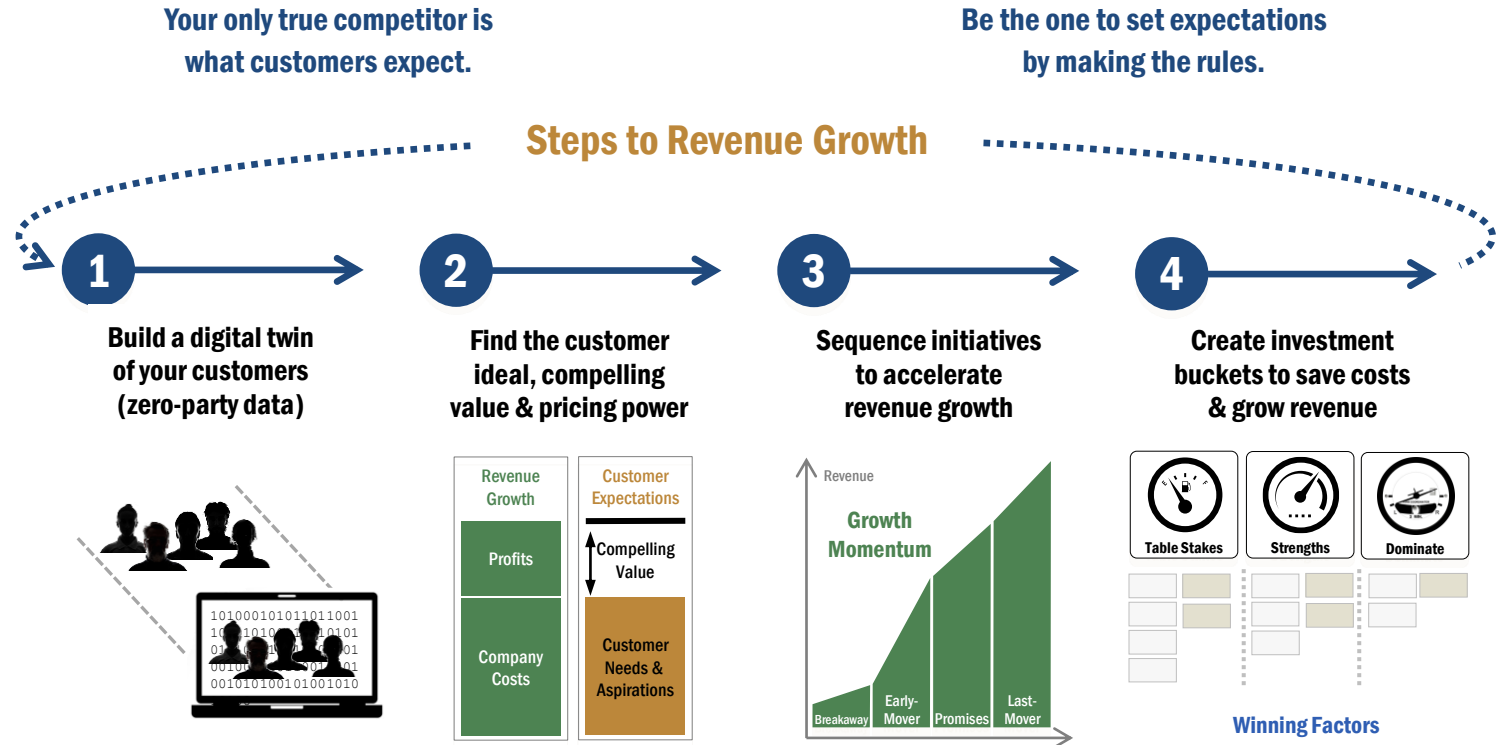 Your only true competitor is
what customers expect.
Be the one to set expectations
by making the rules.
Steps to Revenue Growth
1
Build a digital twin
of your customers
(zero-party data)
2
Find the customer
ideal, compelling
value & pricing power
3
Sequence initiatives
to accelerate
revenue growth
4
Create investment
buckets to save costs
& grow revenue
101000101011011001
001010100101001010
Revenue
Growth
Profits
Company
Costs
Customer
Expectations
Compelling
Value
Customer
Needs &
Aspirations
Revenue
Growth
Momentum
Breakaway
Early-
Mover
Promises
Last-
Mover
E
F
Table Stakes
Strengths
Dominate
Winning Factors